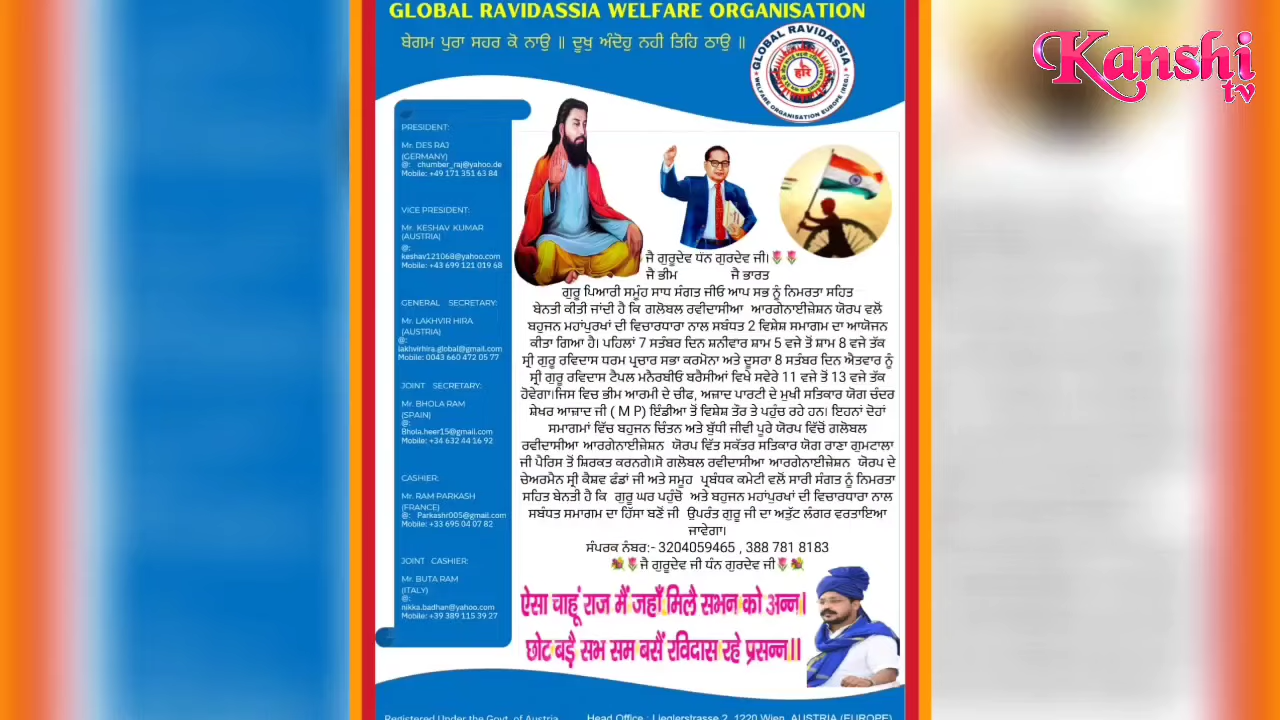 GLOBAL RAVIDASSIA WELFARE ORGANISATION
ਬੇਗਮ ਪੁਰਾ ਸਹਰ ਕੋ ਨਾਉ ॥ ਦੂਖੁ ਅੰਦੋਹੁ ਨਹੀ ਤਿਹਿ ਠਾਉ ॥
GLOBAL RAVIDASSIA
WELFARE ORGANISATION EUROPE (REG.)
Kanshi
tv
PRESIDENT:
Mr. DES RAJ
(GERMANY)
@: chumber_raj@yahoo.de
Mobile: +49 171 351 63 84
VICE PRESIDENT:
Mr. KESHAV KUMAR
(AUSTRIA)
@:
keshav121068@yahoo.com
Mobile: +43 699 121 019 68
GENERAL SECRETARY:
Mr. LAKHVIR HIRA
(AUSTRIA)
@:
lakhvirhira.global@gmail.com
Mobile: 0043 660 472 05 77
JOINT SECRETARY:
Mr. BHOLA RAM
(SPAIN)
@:
Bhola.heer15@gmail.com
Mobile: +34 632 44 16 92
CASHIER:
Mr. RAM PARKASH
(FRANCE)
@: Parkashr005@gmail.com
Mobile: +33 695 04 07 82
JOINT CASHIER:
Mr. BUTA RAM
(ITALY)
@:
nikka.badhan@yahoo.com
Mobile: +39 389 115 39 27
ਜੈ ਗੁਰੂਦੇਵ ਧੰਨ ਗੁਰਦੇਵ ਜੀ।🌷🌷
ਜੈ ਭੀਮ ਜੈ ਭਾਰਤ
ਗੁਰੂ ਪਿਆਰੀ ਸਮੂੰਹ ਸਾਧ ਸੰਗਤ ਜੀਓ ਆਪ ਸਭ ਨੂੰ ਨਿਮਰਤਾ ਸਹਿਤ
ਬੇਨਤੀ ਕੀਤੀ ਜਾਂਦੀ ਹੈ ਕਿ ਗਲੋਬਲ ਰਵੀਦਾਸੀਆ ਆਰਗੇਨਾਈਜ਼ੇਸ਼ਨ ਯੋਰਪ ਵਲੋਂ
ਬਹੁਜਨ ਮਹਾਂਪੁਰਖਾਂ ਦੀ ਵਿਚਾਰਧਾਰਾ ਨਾਲ ਸਬੰਧਤ 2 ਵਿਸ਼ੇਸ਼ ਸਮਾਗਮ ਦਾ ਆਯੋਜਨ
ਕੀਤਾ ਗਿਆ ਹੈ। ਪਹਿਲਾਂ 7 ਸਤੰਬਰ ਦਿਨ ਸ਼ਨੀਵਾਰ ਸ਼ਾਮ 5 ਵਜੇ ਤੋਂ ਸ਼ਾਮ 8 ਵਜੇ ਤੱਕ
ਸ੍ਰੀ ਗੁਰੂ ਰਵਿਦਾਸ ਧਰਮ ਪ੍ਰਚਾਰ ਸਭਾ ਕਰਮੋਨਾ ਅਤੇ ਦੂਸਰਾ 8 ਸਤੰਬਰ ਦਿਨ ਐਤਵਾਰ ਨੂੰ
ਸ੍ਰੀ ਗੁਰੂ ਰਵਿਦਾਸ ਟੈਂਪਲ ਮਨੈਰਬੀਓ ਬਰੈਸੀਆਂ ਵਿਖੇ ਸਵੇਰੇ 11 ਵਜੇ ਤੋਂ 13 ਵਜੇ ਤੱਕ
ਹੋਵੇਗਾ।ਜਿਸ ਵਿਚ ਭੀਮ ਆਰਮੀ ਦੇ ਚੀਫ, ਅਜ਼ਾਦ ਪਾਰਟੀ ਦੇ ਮੁਖੀ ਸਤਿਕਾਰ ਯੋਗ ਚੰਦਰ
ਸ਼ੇਖਰ ਆਜ਼ਾਦ ਜੀ ( M P) ਇੰਡੀਆ ਤੋਂ ਵਿਸ਼ੇਸ਼ ਤੌਰ ਤੇ ਪਹੁੰਚ ਰਹੇ ਹਨ। ਇਹਨਾਂ ਦੋਹਾਂ
ਸਮਾਗਮਾਂ ਵਿੱਚ ਬਹੁਜਨ ਚਿੰਤਨ ਅਤੇ ਬੁੱਧੀ ਜੀਵੀ ਪੂਰੇ ਯੋਰਪ ਵਿੱਚੋਂ ਗਲੋਬਲ
ਰਵੀਦਾਸੀਆ ਆਰਗੇਨਾਈਜ਼ੇਸ਼ਨ ਯੋਰਪ ਵਿੱਤ ਸਕੱਤਰ ਸਤਿਕਾਰ ਯੋਗ ਰਾਣਾ ਗੁਮਟਾਲਾ
ਜੀ ਪੈਰਿਸ ਤੋਂ ਸ਼ਿਰਕਤ ਕਰਨਗੇ।ਸੋ ਗਲੋਬਲ ਰਵੀਦਾਸੀਆ ਆਰਗੇਨਾਈਜ਼ੇਸ਼ਨ ਯੋਰਪ ਦੇ
ਚੇਅਰਮੈਨ ਸ੍ਰੀ ਕੈਸ਼ਵ ਫੰਡਾਂ ਜੀ ਅਤੇ ਸਮੂਹ ਪ੍ਰਬੰਧਕ ਕਮੇਟੀ ਵਲੋਂ ਸਾਰੀ ਸੰਗਤ ਨੂੰ ਨਿਮਰਤਾ
ਸਹਿਤ ਬੇਨਤੀ ਹੈ ਕਿ ਗੁਰੂ ਘਰ ਪਹੁੰਚੋ ਅਤੇ ਬਹੁਜਨ ਮਹਾਂਪੁਰਖਾਂ ਦੀ ਵਿਚਾਰਧਾਰਾ ਨਾਲ
ਸਬੰਧਤ ਸਮਾਗਮ ਦਾ ਹਿੱਸਾ ਬਣੋਂ ਜੀ ਉਪਰੰਤ ਗੁਰੂ ਜੀ ਦਾ ਅਤੁੱਟ ਲੰਗਰ ਵਰਤਾਇਆ
ਜਾਵੇਗਾ।
ਸੰਪਰਕ ਨੰਬਰ:- 3204059465 , 388 781 8183
💐🌷ਜੈ ਗੁਰੂਦੇਵ ਜੀ ਧੰਨ ਗੁਰਦੇਵ ਜੀ🌷💐
ऐसा चाहूं राज मैं जहाँ मिलै सभन को अन्न।
छोट बड़ै सभ सम बसैं रविदास रहे प्रसन्न।।
Registered Under the Govt. of Austria
Head Office : Lieglerstrasse 2, 1220 Wien, AUSTRIA (EUROPE)